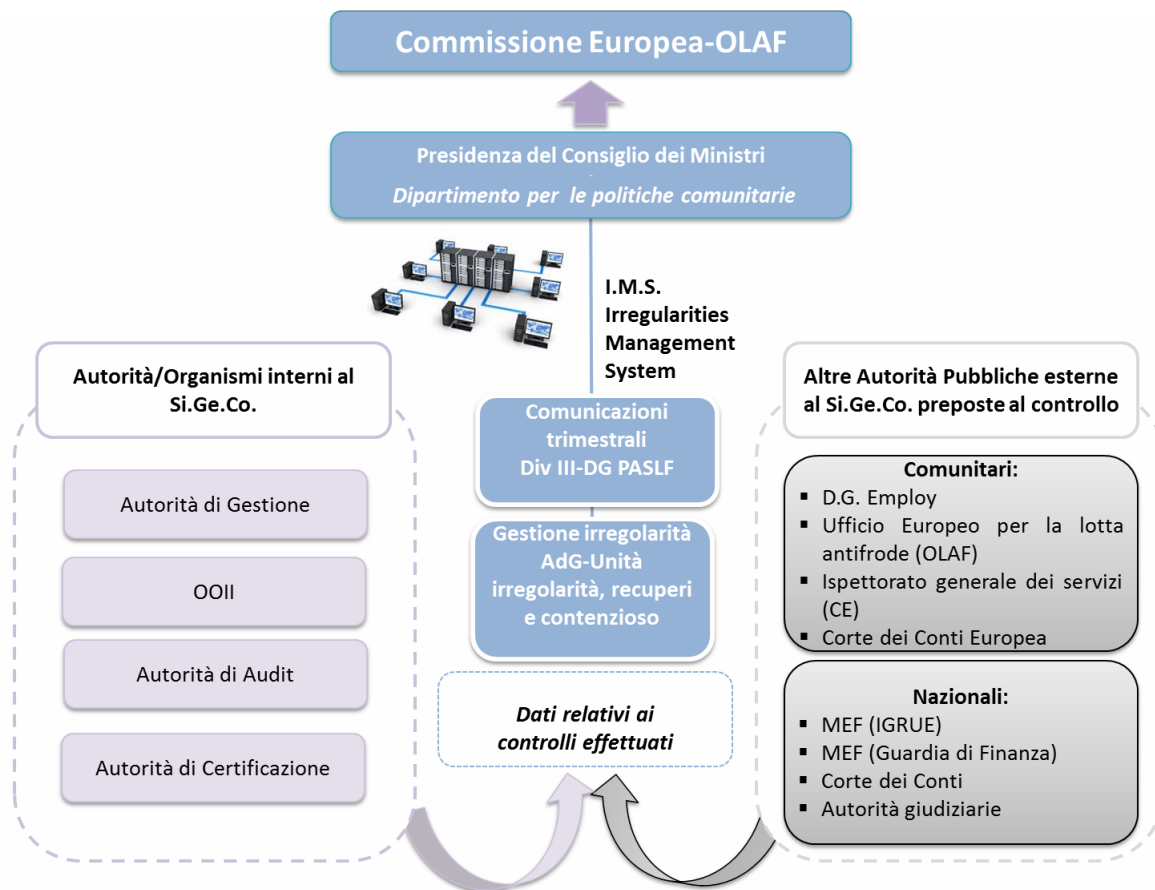 Commissione Europea-OLAF
Presidenza del Consiglio dei Ministri
Dipartimento per le politiche comunitarie
I.M.S.
Irregularities
Management
System
Autorità/Organismi interni al
Si.Ge.Co.
Autorità di Gestione
OOII
Autorità di Audit
Autorità di Certificazione
Comunicazioni
trimestrali
Div III-DG PASLF
Gestione irregolarità
AdG-Unità
irregolarità, recuperi
e contenzioso
Dati relativi ai
controlli effettuati
Altre Autorità Pubbliche esterne
al Si.Ge.Co. preposte al controllo
Comunitari:
▪ D.G. Employ
▪ Ufficio Europeo per la lotta
antifrode (OLAF)
▪ Ispettorato generale dei servizi
(CE)
▪ Corte dei Conti Europea
Nazionali:
▪ MEF (IGRUE)
▪ MEF (Guardia di Finanza)
▪ Corte dei Conti
▪ Autorità giudiziarie